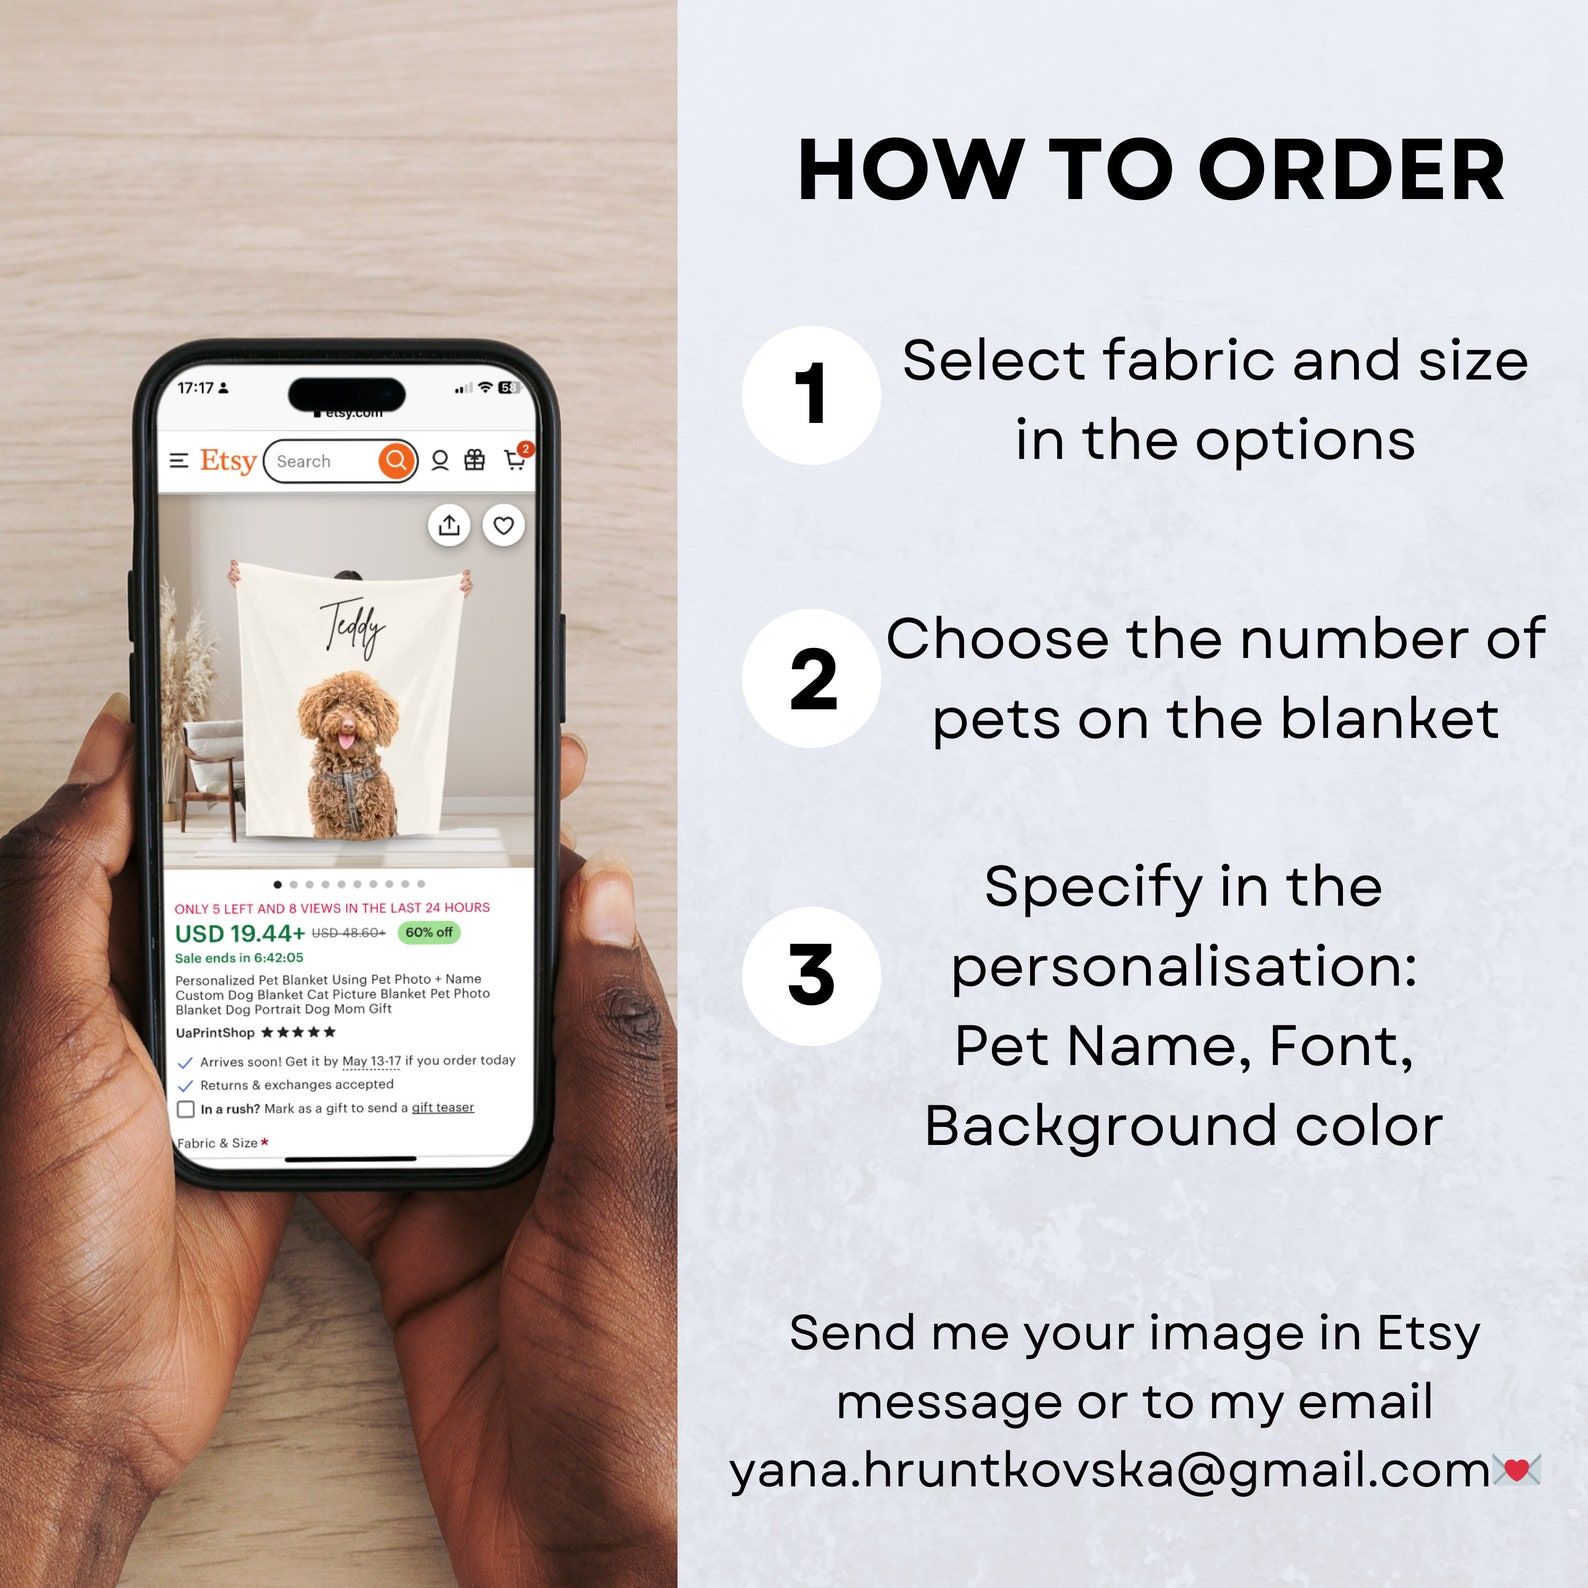 17:17
53
etsy.com
Etsy
Search
2
Teddy
ONLY 5 LEFT AND 8 VIEWS IN THE LAST 24 HOURS
USD 19.44+ USD 48.60+ 60% off
Sale ends in 6:42:05
Personalized Pet Blanket Using Pet Photo + Name
Custom Dog Blanket Cat Picture Blanket Pet Photo
Blanket Dog Portrait Dog Mom Gift
UaPrintShop ★★★★★
Arrives soon! Get it by May 13-17 if you order today
Returns & exchanges accepted
In a rush? Mark as a gift to send a gift teaser
Fabric & Size *
HOW TO ORDER
1
Select fabric and size
in the options
2
Choose the number of
pets on the blanket
3
Specify in the
personalisation:
Pet Name, Font,
Background color
Send me your image in Etsy
message or to my email
yana.hruntkovska@gmail.com💌